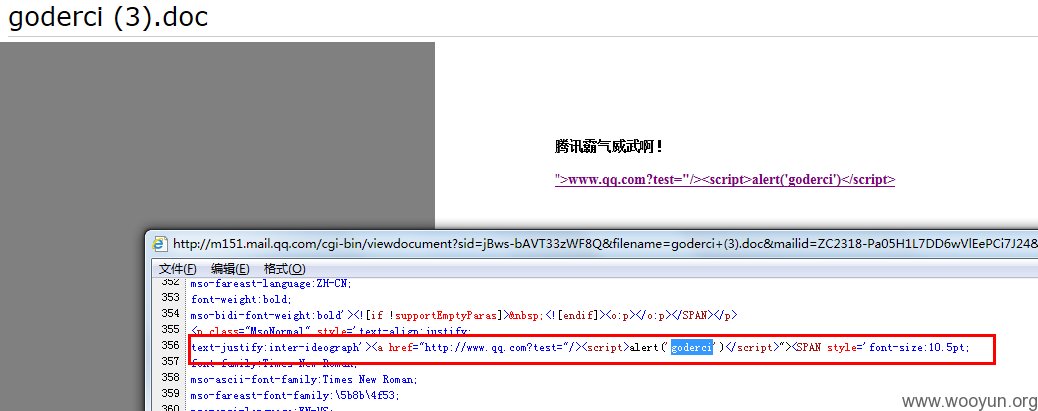 goderci (3).doc
腾讯霸气威武啊！
">www.qq.com?test="/><script>alert('goderci')</script>
http://m151.mail.qq.com/cgi-bin/viewdocument?sid=jBws-bAVT33zWF8Q&filename=goderci+(3).doc&mailid=ZC2318-Pa05H1L7DD6wVlEePCi7J24&
文件(F) 编辑(E) 格式(O)
352 mso-fareast-language:ZH-CN;
353 font-weight:bold;
354 mso-bidi-font-weight:bold'><![if !supportEmptyParas]>&nbsp;<![endif]><o:p></o:p></SPAN></p>
355 <p class="MsoNormal" style='text-align:justify;
356 text-justify:inter-ideograph'><a href="http://www.qq.com?test="/><script>alert('goderci')</script>"><SPAN style='font-size:10.5pt;
357 font-family:Times New Roman;
358 mso-ascii-font-family:Times New Roman;
359 mso-fareast-font-family:\5b8b\4f53;
360
www.wooyun.org